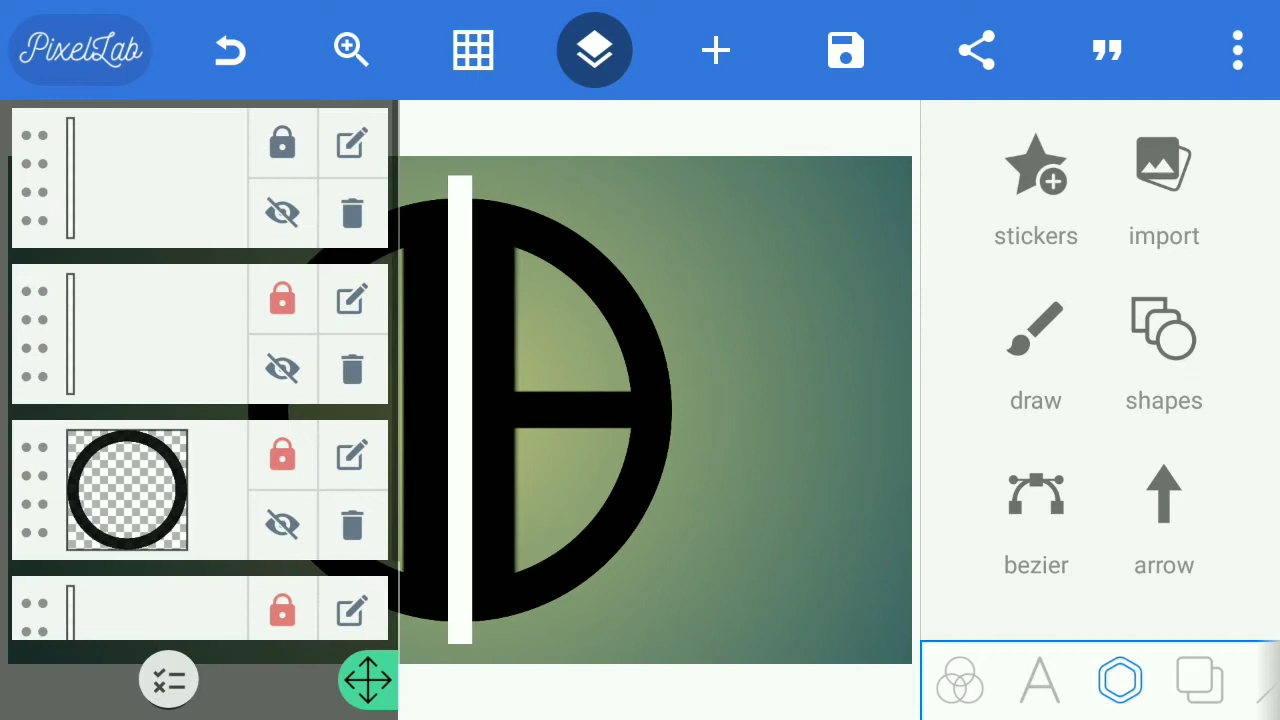 PixelLab
stickers
import
draw
shapes
bezier
arrow